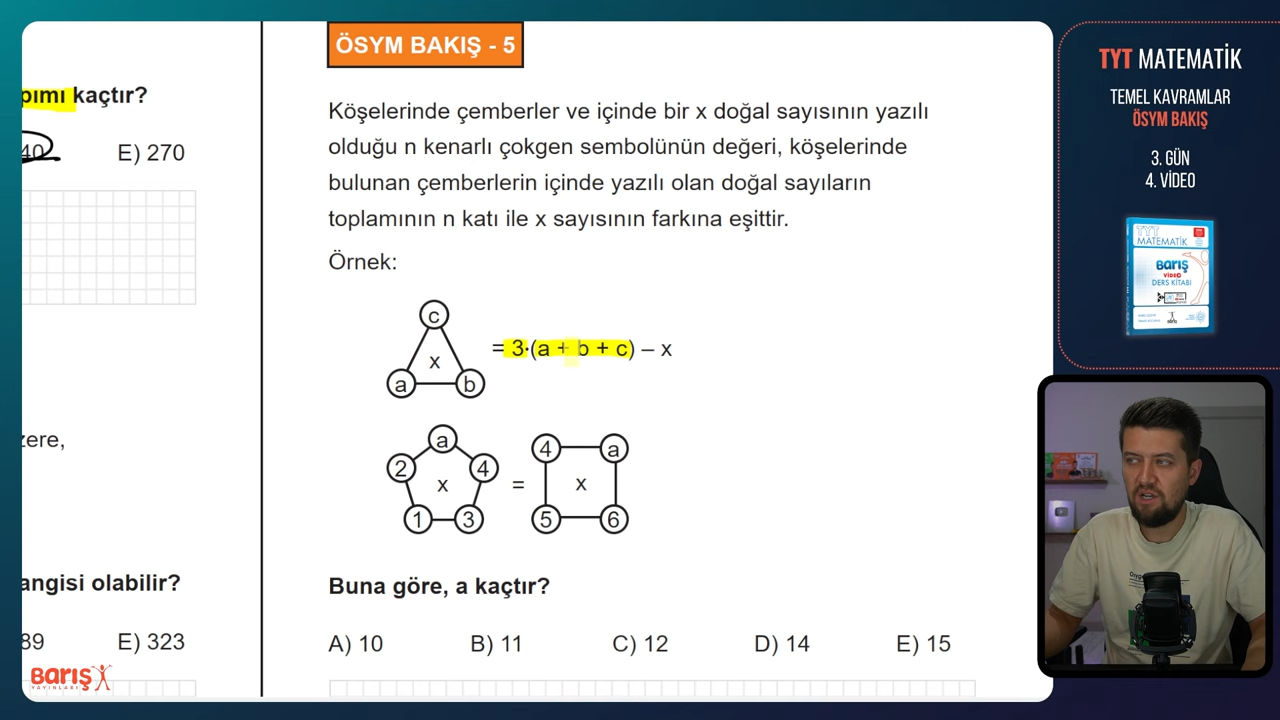 pımı kaçtır?
40 E) 270
zere,
angisi olabilir?
89 E) 323
BARIŞ
YAYINLARI
ÖSYM BAKIŞ - 5
Köşelerinde çemberler ve içinde bir x doğal sayısının yazılı
olduğu n kenarlı çokgen sembolünün değeri, köşelerinde
bulunan çemberlerin içinde yazılı olan doğal sayıların
toplamının n katı ile x sayısının farkına eşittir.
Örnek:
c
x
a b
= 3·(a + b + c) – x
a
2 4
x
1 3
=
4 a
x
5 6
Buna göre, a kaçtır?
A) 10 B) 11 C) 12 D) 14 E) 15
TYT MATEMATİK
TEMEL KAVRAMLAR
ÖSYM BAKIŞ
3. GÜN
4. VİDEO
TYT
MATEMATİK
BARIŞ
VİDEO
DERS KİTABI